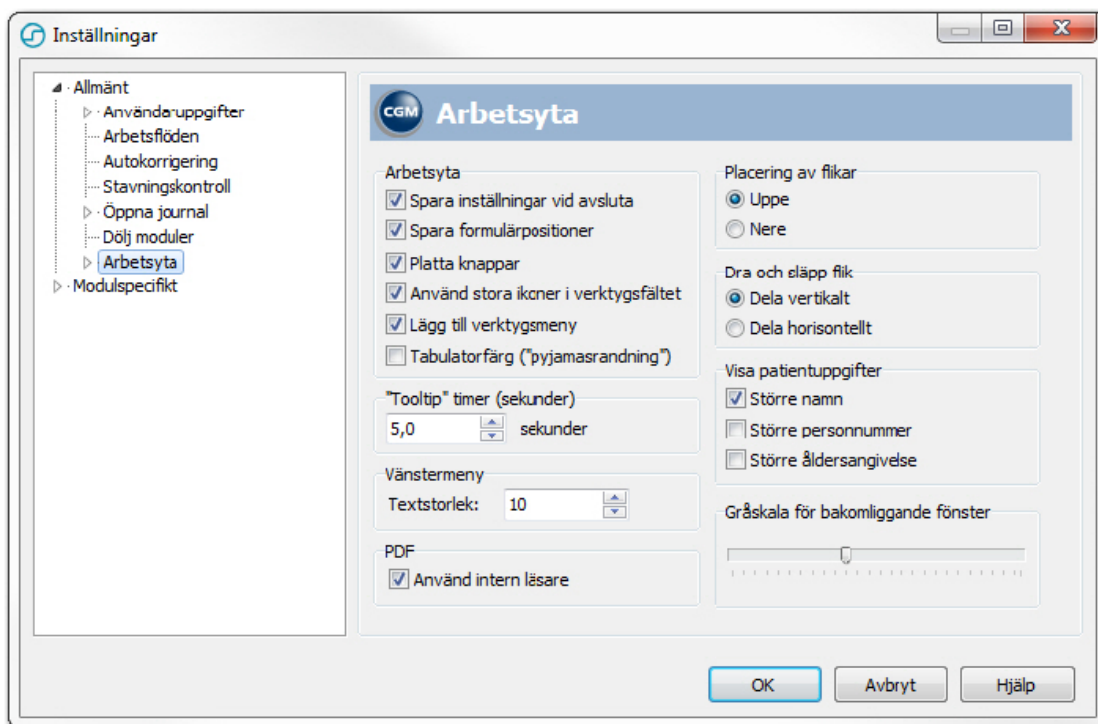 Inställningar
Allmänt
Användaruppgifter
Arbetsflöden
Autokorrigering
Stavningskontroll
Öppna journal
Dölj moduler
Arbetsyta
Modulspecifikt
CGM Arbetsyta
Arbetsyta
Spara inställningar vid avsluta
Spara formulärpositioner
Platta knappar
Använd stora ikoner i verktygsfältet
Lägg till verktygsmeny
Tabulatorfärg ("pyjamasrandning")
"Tooltip" timer (sekunder)
5,0 sekunder
Vänstermeny
Textstorlek: 10
PDF
Använd intern läsare
Placering av flikar
Uppe
Nere
Dra och släpp flik
Dela vertikalt
Dela horisontellt
Visa patientuppgifter
Större namn
Större personnummer
Större åldersangivelse
Gråskala för bakomliggande fönster
OK Avbryt Hjälp